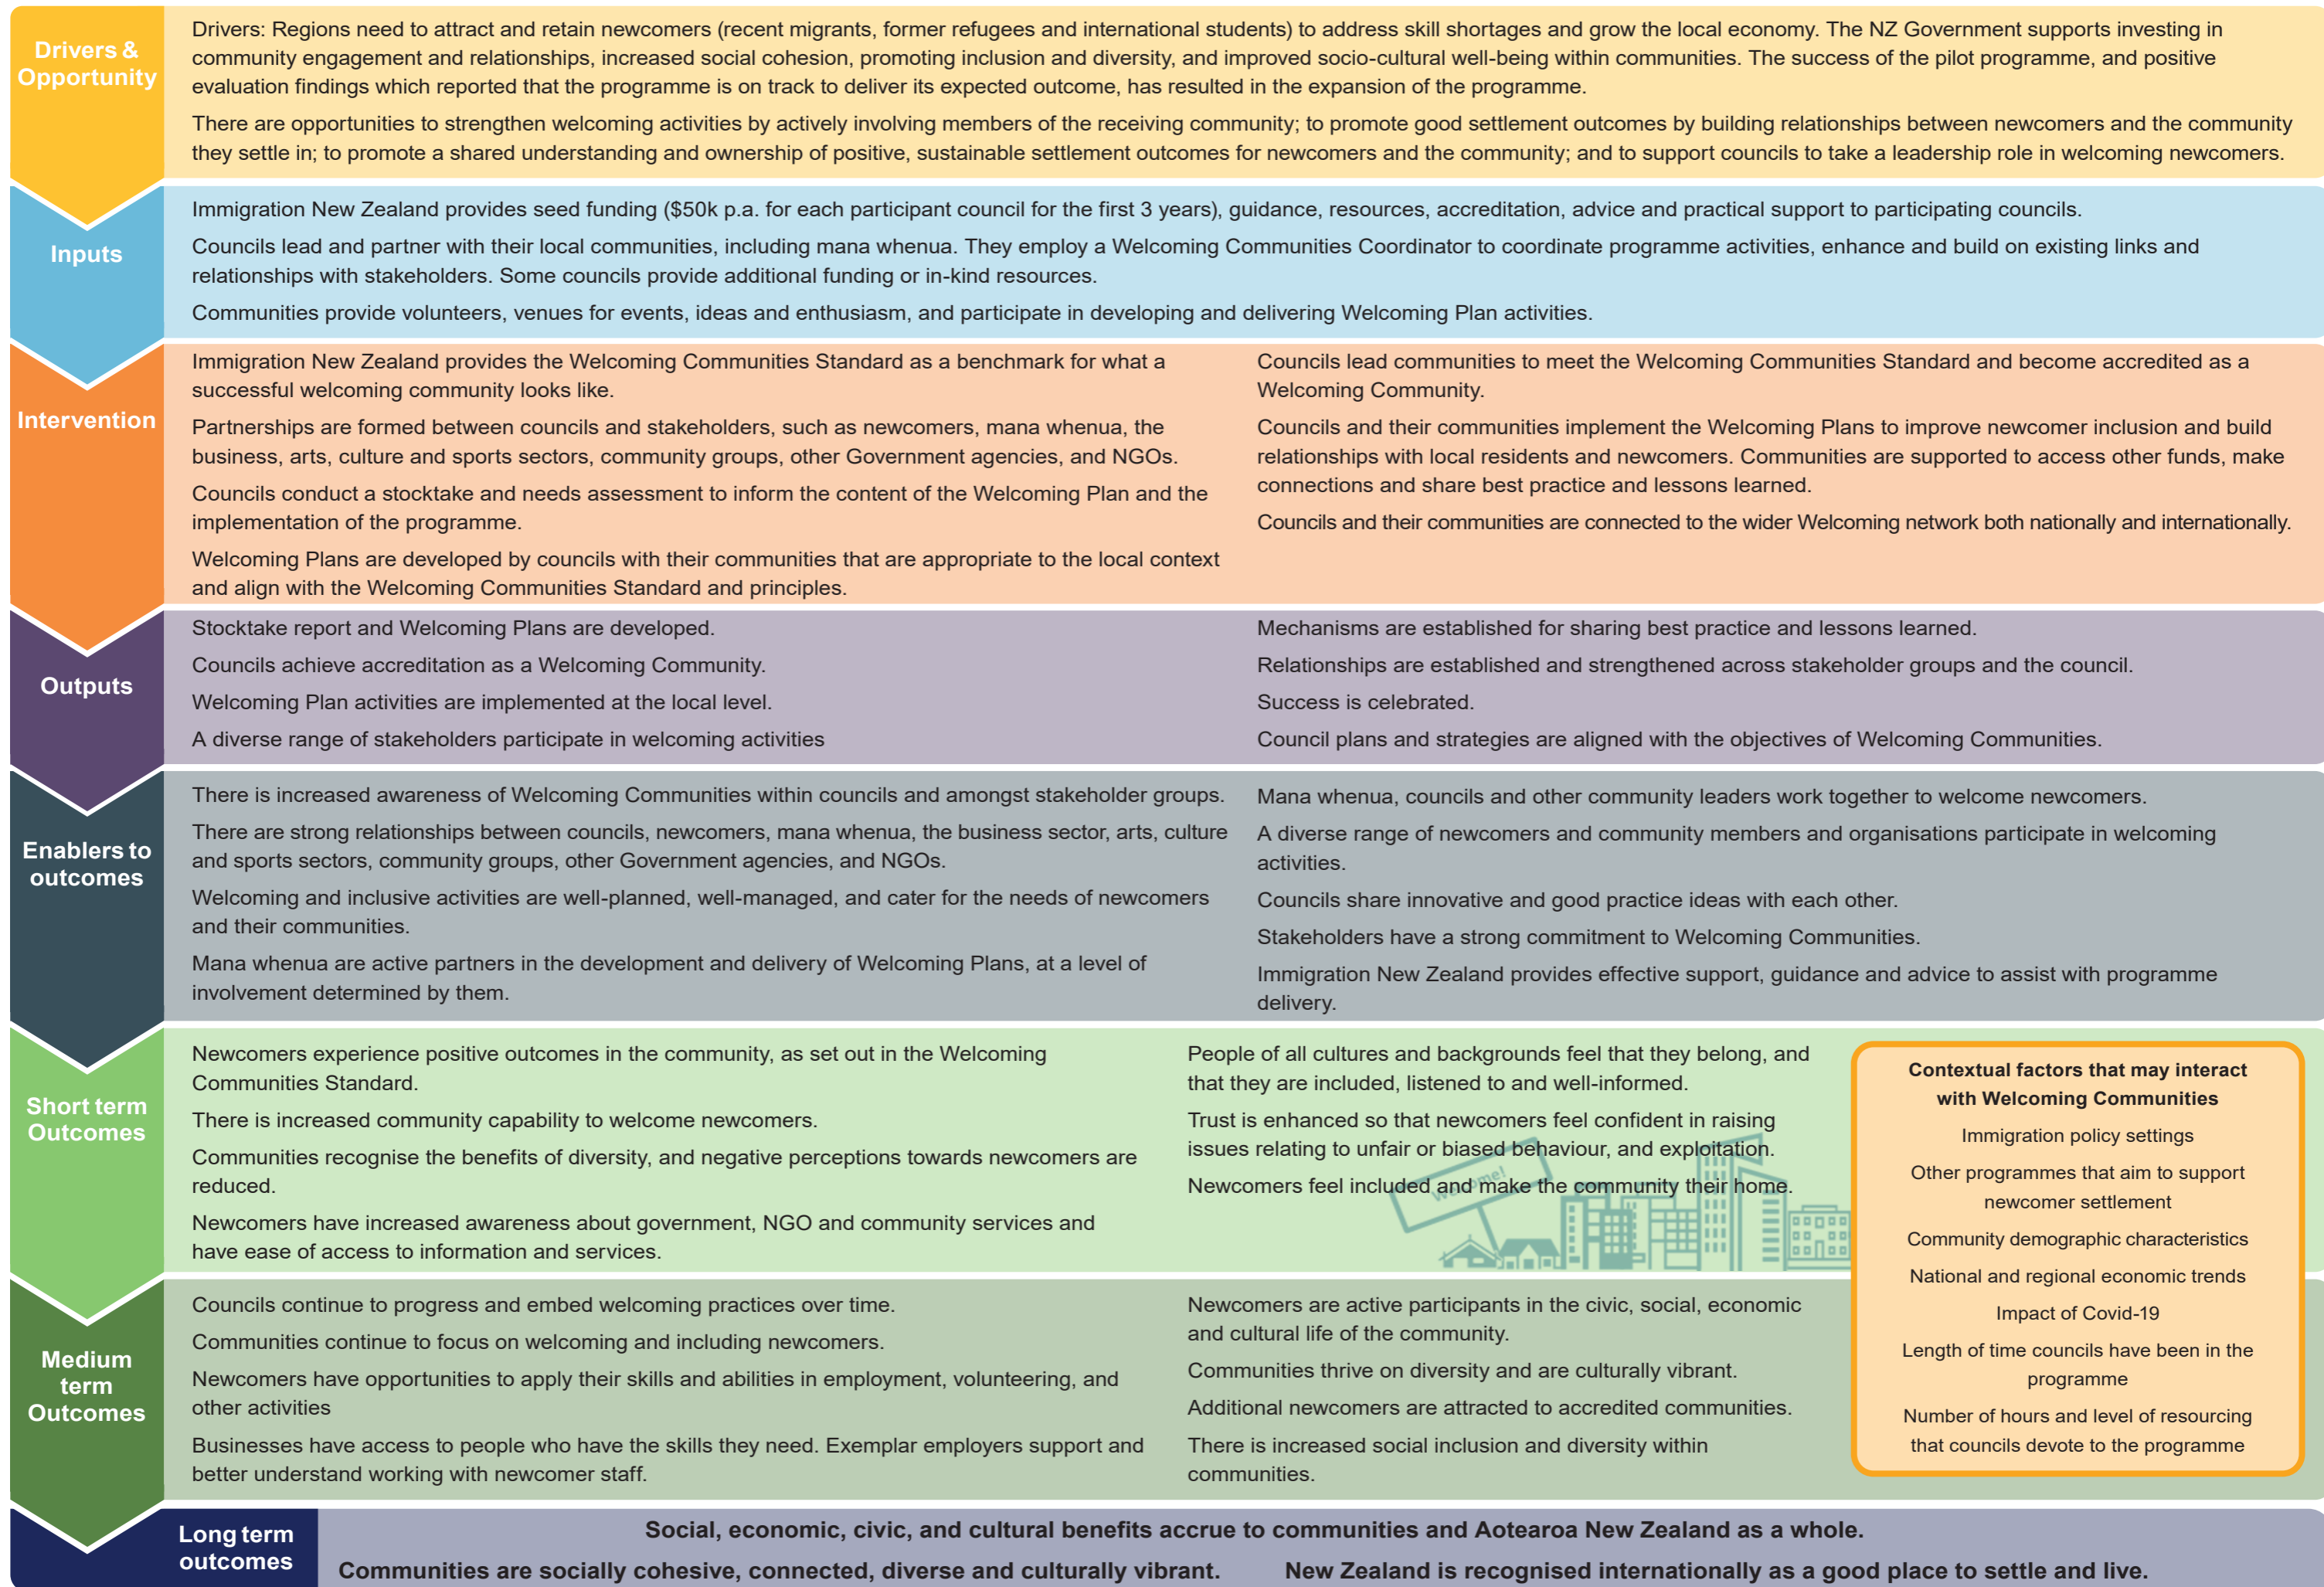 Drivers &
Opportunity
Drivers: Regions need to attract and retain newcomers (recent migrants, former refugees and international students) to address skill shortages and grow the local economy. The NZ Government supports investing in
community engagement and relationships, increased social cohesion, promoting inclusion and diversity, and improved socio-cultural well-being within communities. The success of the pilot programme, and positive
evaluation findings which reported that the programme is on track to deliver its expected outcome, has resulted in the expansion of the programme.
There are opportunities to strengthen welcoming activities by actively involving members of the receiving community; to promote good settlement outcomes by building relationships between newcomers and the community
they settle in; to promote a shared understanding and ownership of positive, sustainable settlement outcomes for newcomers and the community; and to support councils to take a leadership role in welcoming newcomers.
Inputs
Immigration New Zealand provides seed funding ($50k p.a. for each participant council for the first 3 years), guidance, resources, accreditation, advice and practical support to participating councils.
Councils lead and partner with their local communities, including mana whenua. They employ a Welcoming Communities Coordinator to coordinate programme activities, enhance and build on existing links and
relationships with stakeholders. Some councils provide additional funding or in-kind resources.
Communities provide volunteers, venues for events, ideas and enthusiasm, and participate in developing and delivering Welcoming Plan activities.
Intervention
Immigration New Zealand provides the Welcoming Communities Standard as a benchmark for what a
successful welcoming community looks like.
Partnerships are formed between councils and stakeholders, such as newcomers, mana whenua, the
business, arts, culture and sports sectors, community groups, other Government agencies, and NGOs.
Councils conduct a stocktake and needs assessment to inform the content of the Welcoming Plan and the
implementation of the programme.
Welcoming Plans are developed by councils with their communities that are appropriate to the local context
and align with the Welcoming Communities Standard and principles.
Councils lead communities to meet the Welcoming Communities Standard and become accredited as a
Welcoming Community.
Councils and their communities implement the Welcoming Plans to improve newcomer inclusion and build
relationships with local residents and newcomers. Communities are supported to access other funds, make
connections and share best practice and lessons learned.
Councils and their communities are connected to the wider Welcoming network both nationally and internationally.
Outputs
Stocktake report and Welcoming Plans are developed.
Councils achieve accreditation as a Welcoming Community.
Welcoming Plan activities are implemented at the local level.
A diverse range of stakeholders participate in welcoming activities
Mechanisms are established for sharing best practice and lessons learned.
Relationships are established and strengthened across stakeholder groups and the council.
Success is celebrated.
Council plans and strategies are aligned with the objectives of Welcoming Communities.
Enablers to
outcomes
There is increased awareness of Welcoming Communities within councils and amongst stakeholder groups.
There are strong relationships between councils, newcomers, mana whenua, the business sector, arts, culture
and sports sectors, community groups, other Government agencies, and NGOs.
Welcoming and inclusive activities are well-planned, well-managed, and cater for the needs of newcomers
and their communities.
Mana whenua are active partners in the development and delivery of Welcoming Plans, at a level of
involvement determined by them.
Mana whenua, councils and other community leaders work together to welcome newcomers.
A diverse range of newcomers and community members and organisations participate in welcoming
activities.
Councils share innovative and good practice ideas with each other.
Stakeholders have a strong commitment to Welcoming Communities.
Immigration New Zealand provides effective support, guidance and advice to assist with programme
delivery.
Short term
Outcomes
Newcomers experience positive outcomes in the community, as set out in the Welcoming
Communities Standard.
There is increased community capability to welcome newcomers.
Communities recognise the benefits of diversity, and negative perceptions towards newcomers are
reduced.
Newcomers have increased awareness about government, NGO and community services and
have ease of access to information and services.
People of all cultures and backgrounds feel that they belong, and
that they are included, listened to and well-informed.
Trust is enhanced so that newcomers feel confident in raising
issues relating to unfair or biased behaviour, and exploitation.
Newcomers feel included and make the community their home.
Welcome!
Contextual factors that may interact
with Welcoming Communities
Immigration policy settings
Other programmes that aim to support
newcomer settlement
Community demographic characteristics
National and regional economic trends
Impact of Covid-19
Length of time councils have been in the
programme
Number of hours and level of resourcing
that councils devote to the programme
Medium
term
Outcomes
Councils continue to progress and embed welcoming practices over time.
Communities continue to focus on welcoming and including newcomers.
Newcomers have opportunities to apply their skills and abilities in employment, volunteering, and
other activities
Businesses have access to people who have the skills they need. Exemplar employers support and
better understand working with newcomer staff.
Newcomers are active participants in the civic, social, economic
and cultural life of the community.
Communities thrive on diversity and are culturally vibrant.
Additional newcomers are attracted to accredited communities.
There is increased social inclusion and diversity within
communities.
Long term
outcomes
Social, economic, civic, and cultural benefits accrue to communities and Aotearoa New Zealand as a whole.
Communities are socially cohesive, connected, diverse and culturally vibrant.
New Zealand is recognised internationally as a good place to settle and live.